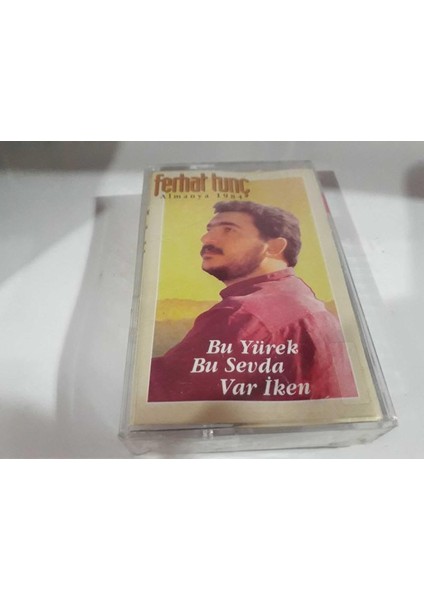 ferhat tunç
Almanya 1984
Bu Yürek
Bu Sevda
Var İken